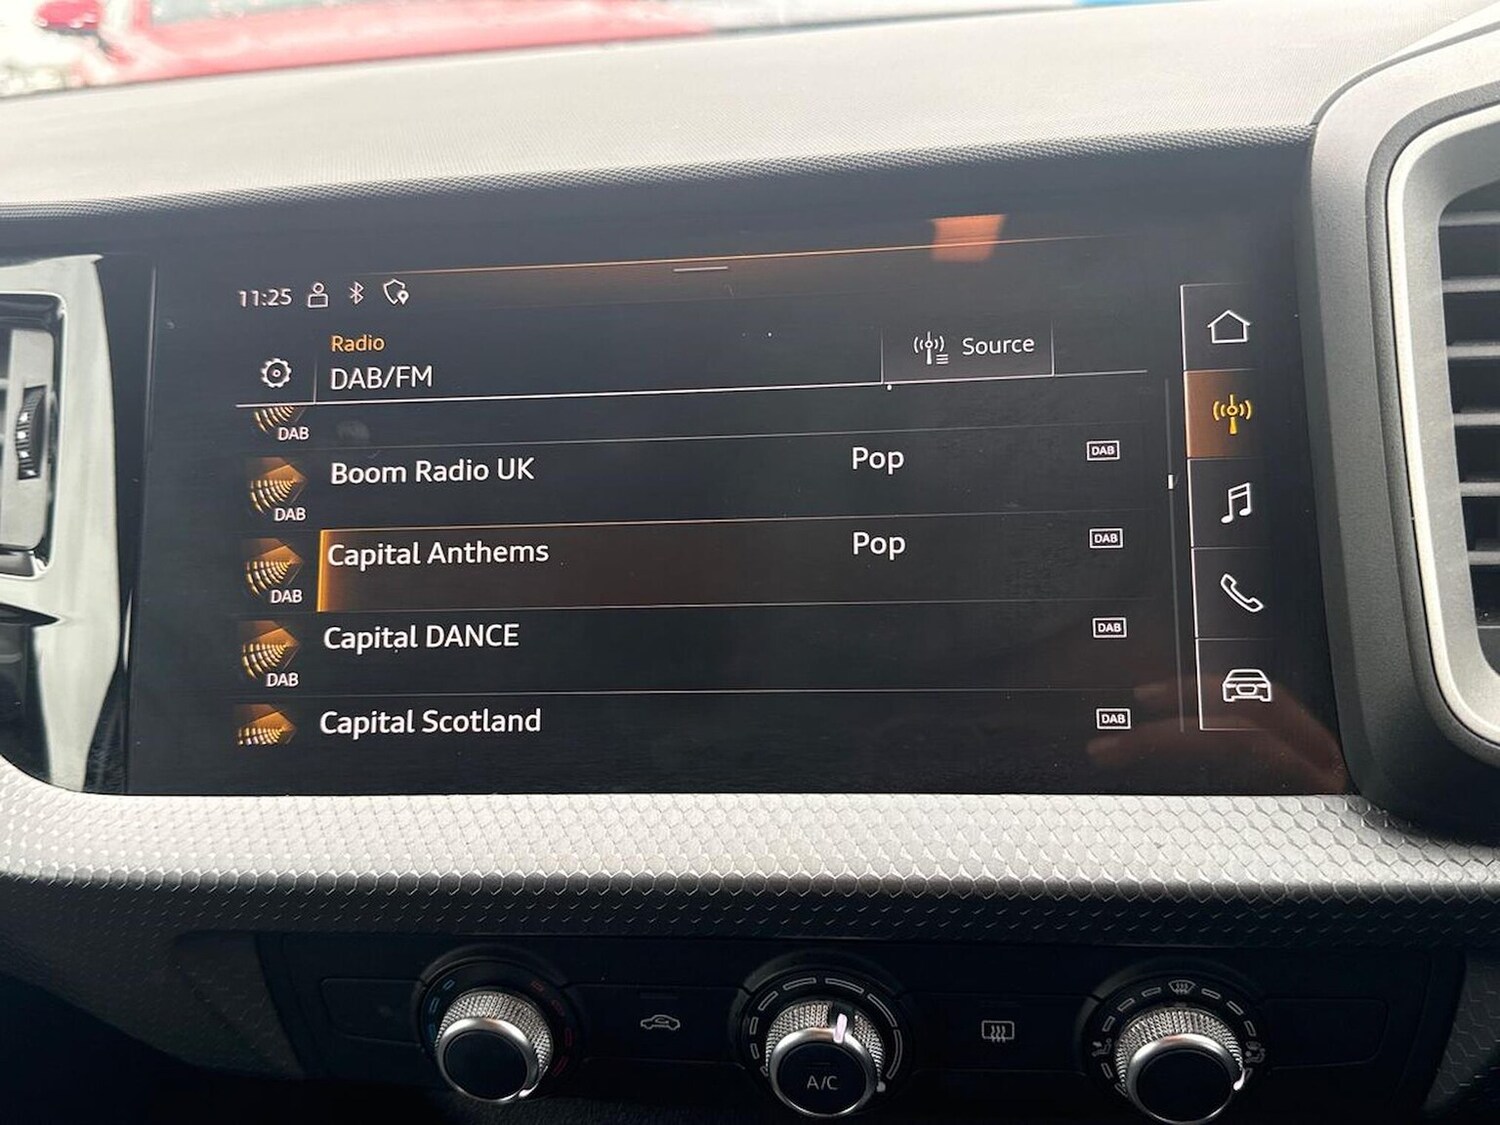 11:25
Radio
DAB/FM
Source
DAB
Boom Radio UK Pop DAB
DAB
Capital Anthems Pop DAB
DAB
Capital DANCE DAB
DAB
Capital Scotland DAB
A/C